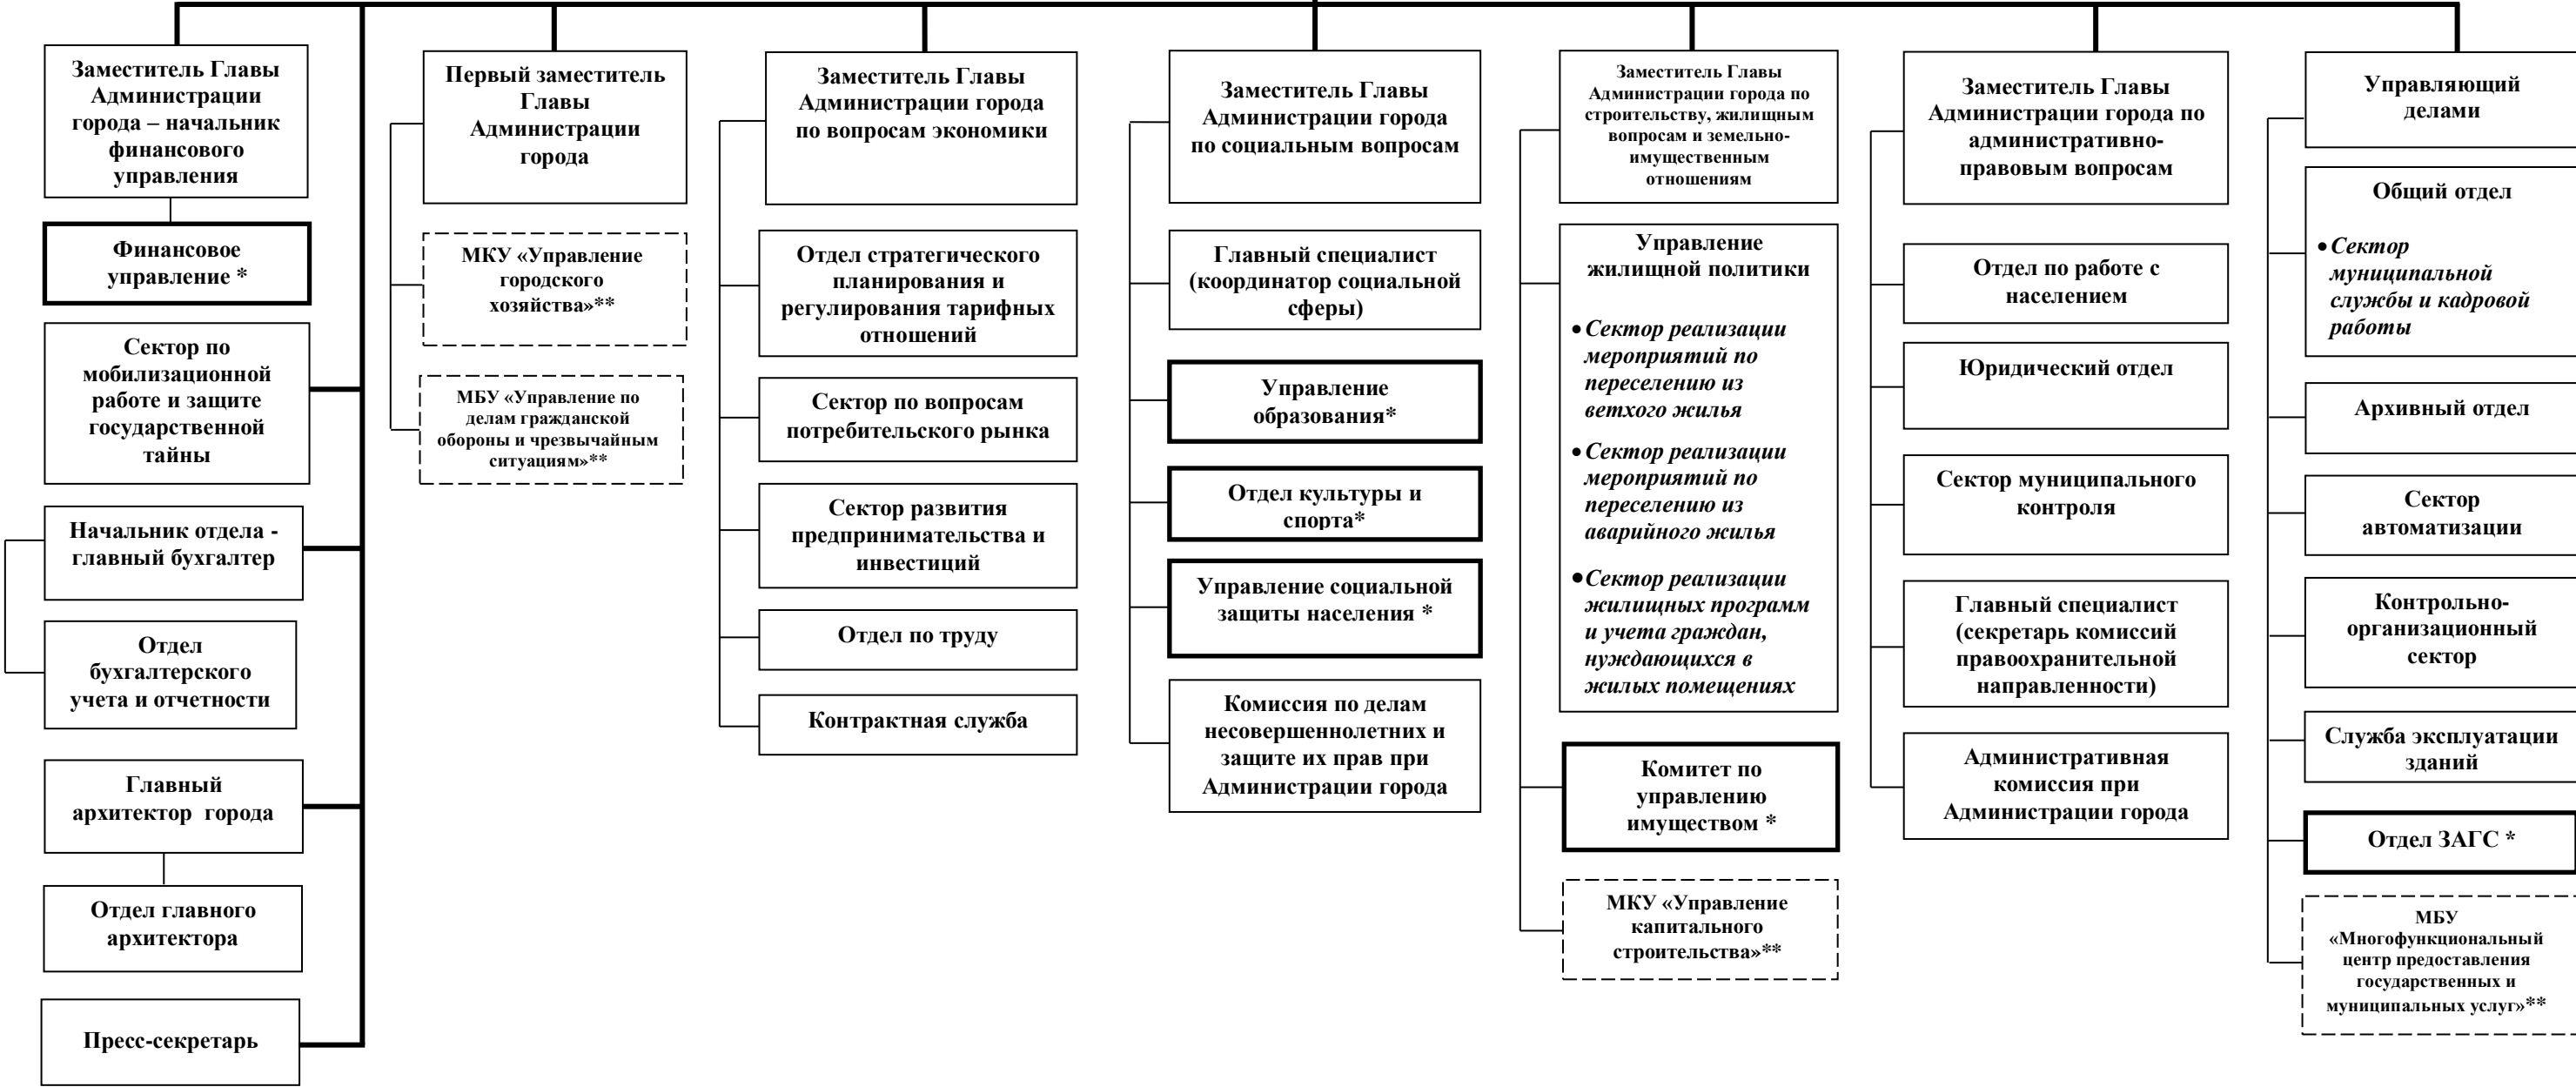 Заместитель Главы
Администрации
города – начальник
финансового
управления
Финансовое
управление *
Сектор по
мобилизационной
работе и защите
государственной
тайны
Начальник отдела -
главный бухгалтер
Отдел
бухгалтерского
учета и отчетности
Главный
архитектор города
Отдел главного
архитектора
Пресс-секретарь
Первый заместитель
Главы
Администрации
города
МКУ «Управление
городского
хозяйства»**
МБУ «Управление по
делам гражданской
обороны и чрезвычайным
ситуациям»**
Заместитель Главы
Администрации города
по вопросам экономики
Отдел стратегического
планирования и
регулирования тарифных
отношений
Сектор по вопросам
потребительского рынка
Сектор развития
предпринимательства и
инвестиций
Отдел по труду
Контрактная служба
Заместитель Главы
Администрации города
по социальным вопросам
Главный специалист
(координатор социальной
сферы)
Управление
образования*
Отдел культуры и
спорта*
Управление социальной
защиты населения *
Комиссия по делам
несовершеннолетних и
защите их прав при
Администрации города
Заместитель Главы
Администрации города по
строительству, жилищным
вопросам и земельно-
имущественным
отношениям
Управление
жилищной политики
• Сектор реализации
мероприятий по
переселению из
ветхого жилья
• Сектор реализации
мероприятий по
переселению из
аварийного жилья
• Сектор реализации
жилищных программ
и учета граждан,
нуждающихся в
жилых помещениях
Комитет по
управлению
имуществом *
МКУ «Управление
капитального
строительства»**
Заместитель Главы
Администрации города по
административно-
правовым вопросам
Отдел по работе с
населением
Юридический отдел
Сектор муниципального
контроля
Главный специалист
(секретарь комиссий
правоохранительной
направленности)
Административная
комиссия при
Администрации города
Управляющий
делами
Общий отдел
• Сектор
муниципальной
службы и кадровой
работы
Архивный отдел
Сектор
автоматизации
Контрольно-
организационный
сектор
Служба эксплуатации
зданий
Отдел ЗАГС *
МБУ
«Многофункциональный
центр предоставления
государственных и
муниципальных услуг»**